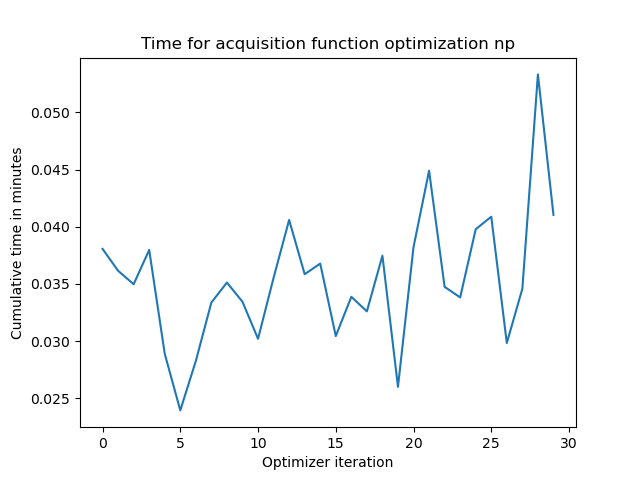 Time for acquisition function optimization np
Cumulative time in minutes
0.050
0.045
0.040
0.035
0.030
0.025
0 5 10 15 20 25 30
Optimizer iteration